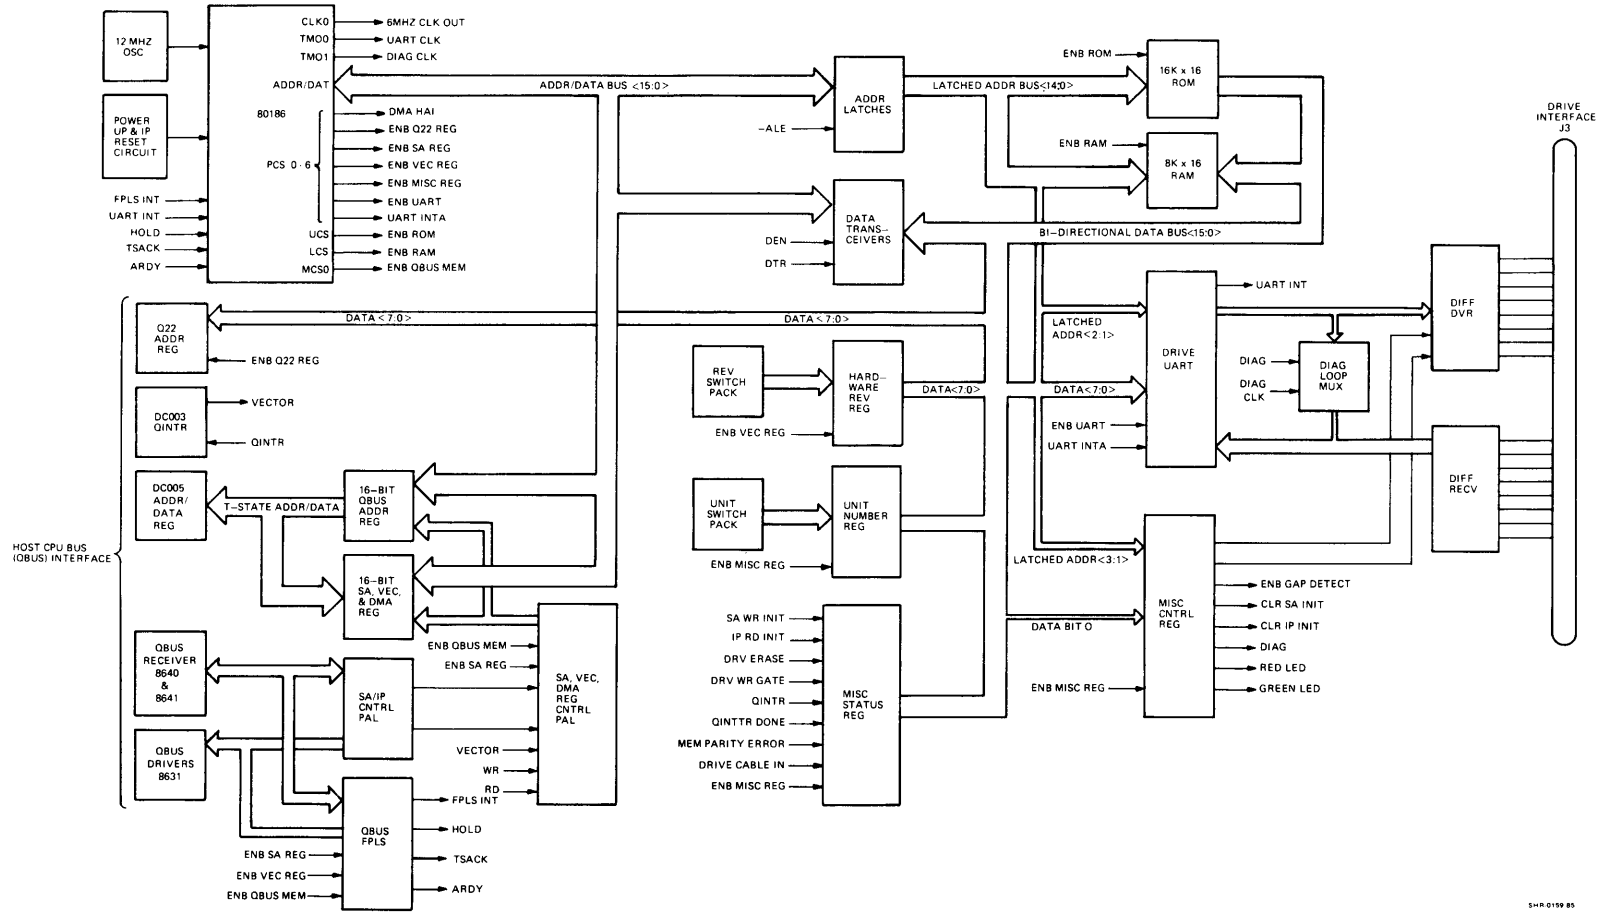 12 MHZ
OSC
POWER
UP & IP
RESET
CIRCUIT
FPLS INT
UART INT
HOLD
TSACK
ARDY
CLK0
TMO0
TMO1
ADDR/DAT
80186
PCS 0-6
UCS
LCS
MCS0
6MHZ CLK OUT
UART CLK
DIAG CLK
DMA HAI
ENB Q22 REG
ENB SA REG
ENB VEC REG
ENB MISC REG
ENB UART
UART INTA
ENB ROM
ENB RAM
ENB QBUS MEM
ADDR/DATA BUS <15:0>
ADDR
LATCHES
-ALE
LATCHED ADDR BUS<14:0>
ENB ROM
16K x 16
ROM
ENB RAM
8K x 16
RAM
DATA
TRANS-
CEIVERS
DEN
DTR
BI-DIRECTIONAL DATA BUS<15:0>
DRIVE
INTERFACE
J3
HOST CPU BUS
(QBUS) INTERFACE
Q22
ADDR
REG
ENB Q22 REG
DATA<7:0>
DATA<7:0>
DC003
QINTR
VECTOR
QINTR
DC005
ADDR/
DATA
REG
T-STATE ADDR/DATA
16-BIT
QBUS
ADDR
REG
16-BIT
SA, VEC,
& DMA
REG
QBUS
RECEIVER
8640
&
8641
QBUS
DRIVERS
8631
SA/IP
CNTRL
PAL
QBUS
FPLS
ENB SA REG
ENB VEC REG
ENB QBUS MEM
FPLS INT
HOLD
TSACK
ARDY
ENB QBUS MEM
ENB SA REG
VECTOR
WR
RD
SA, VEC,
DMA
REG
CNTRL
PAL
REV
SWITCH
PACK
HARD-
WARE
REV
REG
ENB VEC REG
DATA<7:0>
UNIT
SWITCH
PACK
UNIT
NUMBER
REG
ENB MISC REG
SA WR INIT
IP RD INIT
DRV ERASE
DRV WR GATE
QINTR
QINTTR DONE
MEM PARITY ERROR
DRIVE CABLE IN
ENB MISC REG
MISC
STATUS
REG
LATCHED
ADDR<2:1>
DATA<7:0>
ENB UART
UART INTA
DRIVE
UART
UART INT
DIAG
DIAG
CLK
DIAG
LOOP
MUX
DIFF
DVR
DIFF
RECV
LATCHED ADDR<3:1>
DATA BIT 0
ENB MISC REG
MISC
CNTRL
REG
ENB GAP DETECT
CLR SA INIT
CLR IP INIT
DIAG
RED LED
GREEN LED
SHR-0159-85